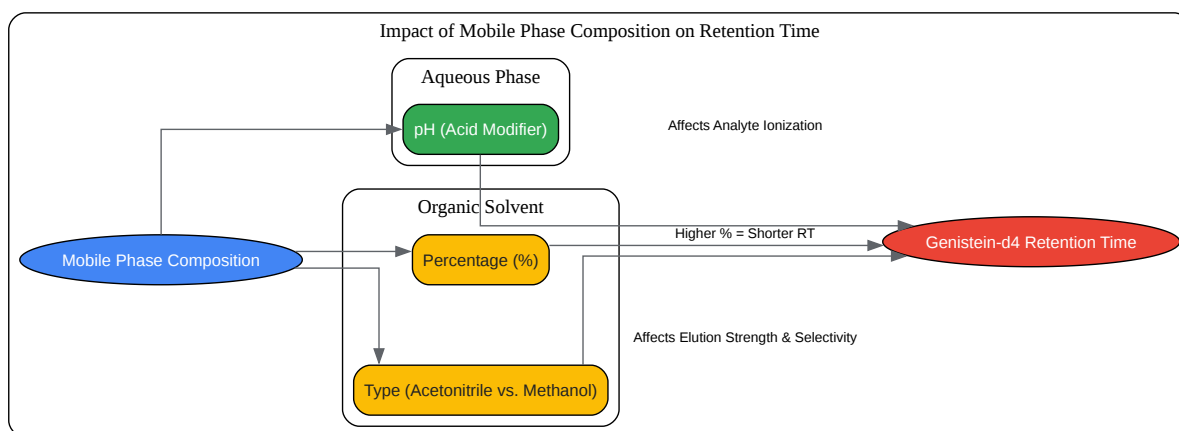 Impact of Mobile Phase Composition on Retention Time
Aqueous Phase
pH (Acid Modifier)
Affects Analyte Ionization
Organic Solvent
Higher % = Shorter RT
Mobile Phase Composition
Percentage (%)
Genistein-d4 Retention Time
Affects Elution Strength & Selectivity
Type (Acetonitrile vs. Methanol)